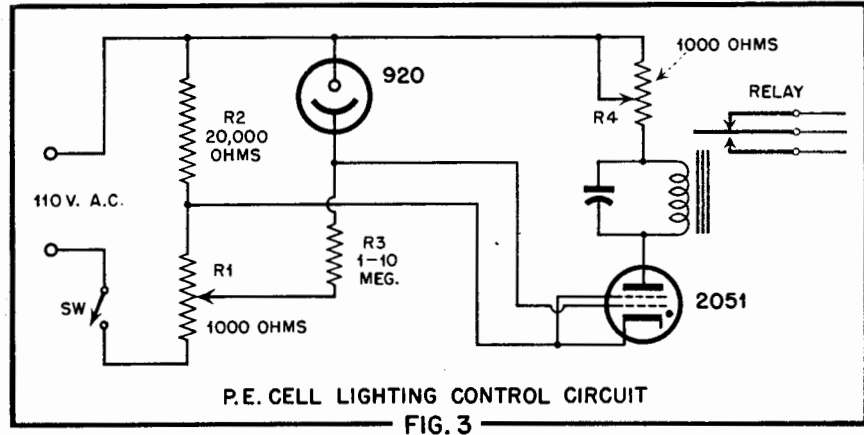 920
1000 OHMS
RELAY
R2
20,000
OHMS
R4
110 V. A.C.
R3
1-10
MEG.
R1
SW
1000 OHMS
2051
P.E. CELL LIGHTING CONTROL CIRCUIT
FIG. 3